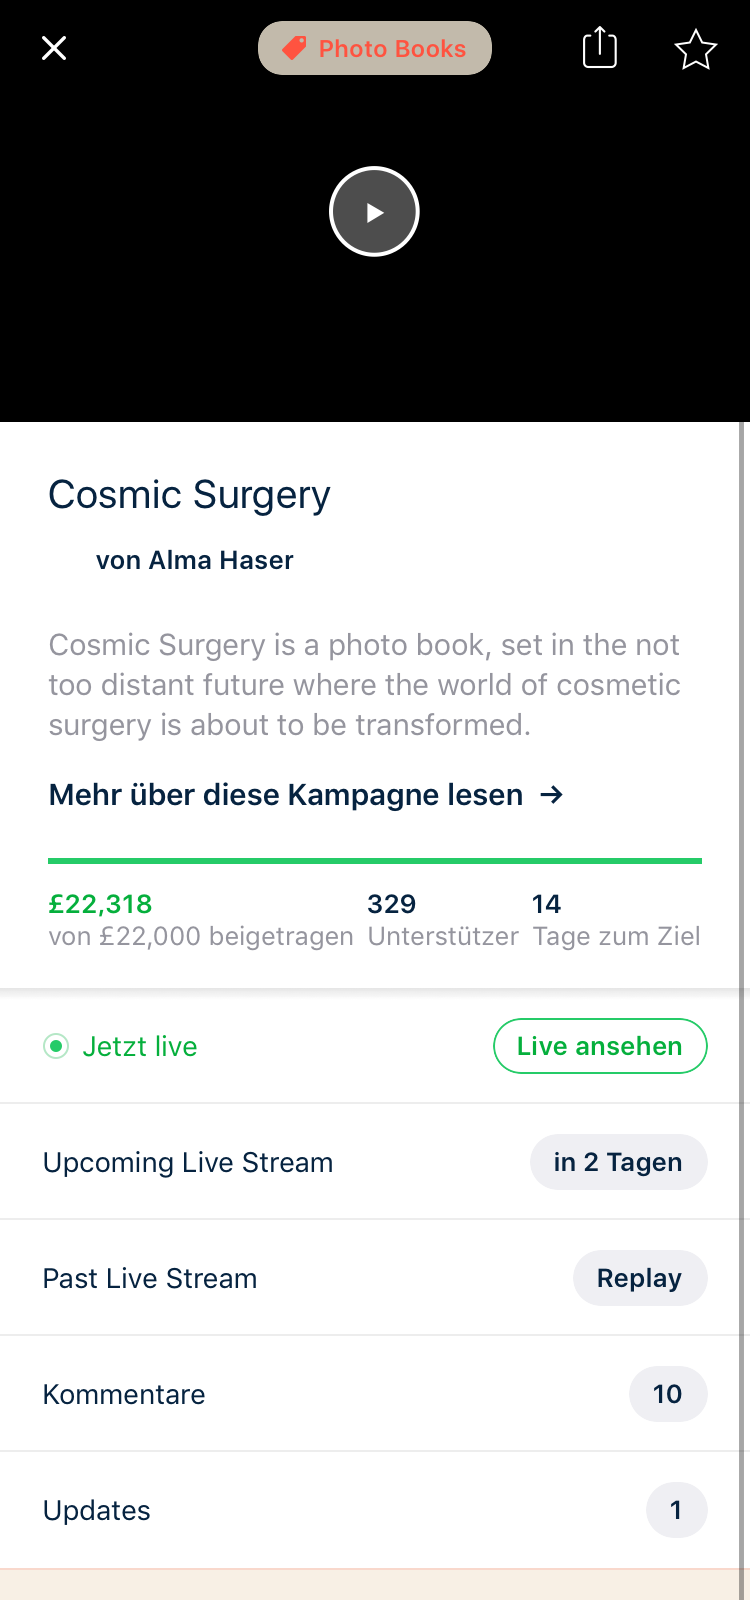 Photo Books
Cosmic Surgery
von Alma Haser
Cosmic Surgery is a photo book, set in the not
too distant future where the world of cosmetic
surgery is about to be transformed.
Mehr über diese Kampagne lesen →
£22,318 329 14
von £22,000 beigetragen Unterstützer Tage zum Ziel
Jetzt live Live ansehen
Upcoming Live Stream in 2 Tagen
Past Live Stream Replay
Kommentare 10
Updates 1